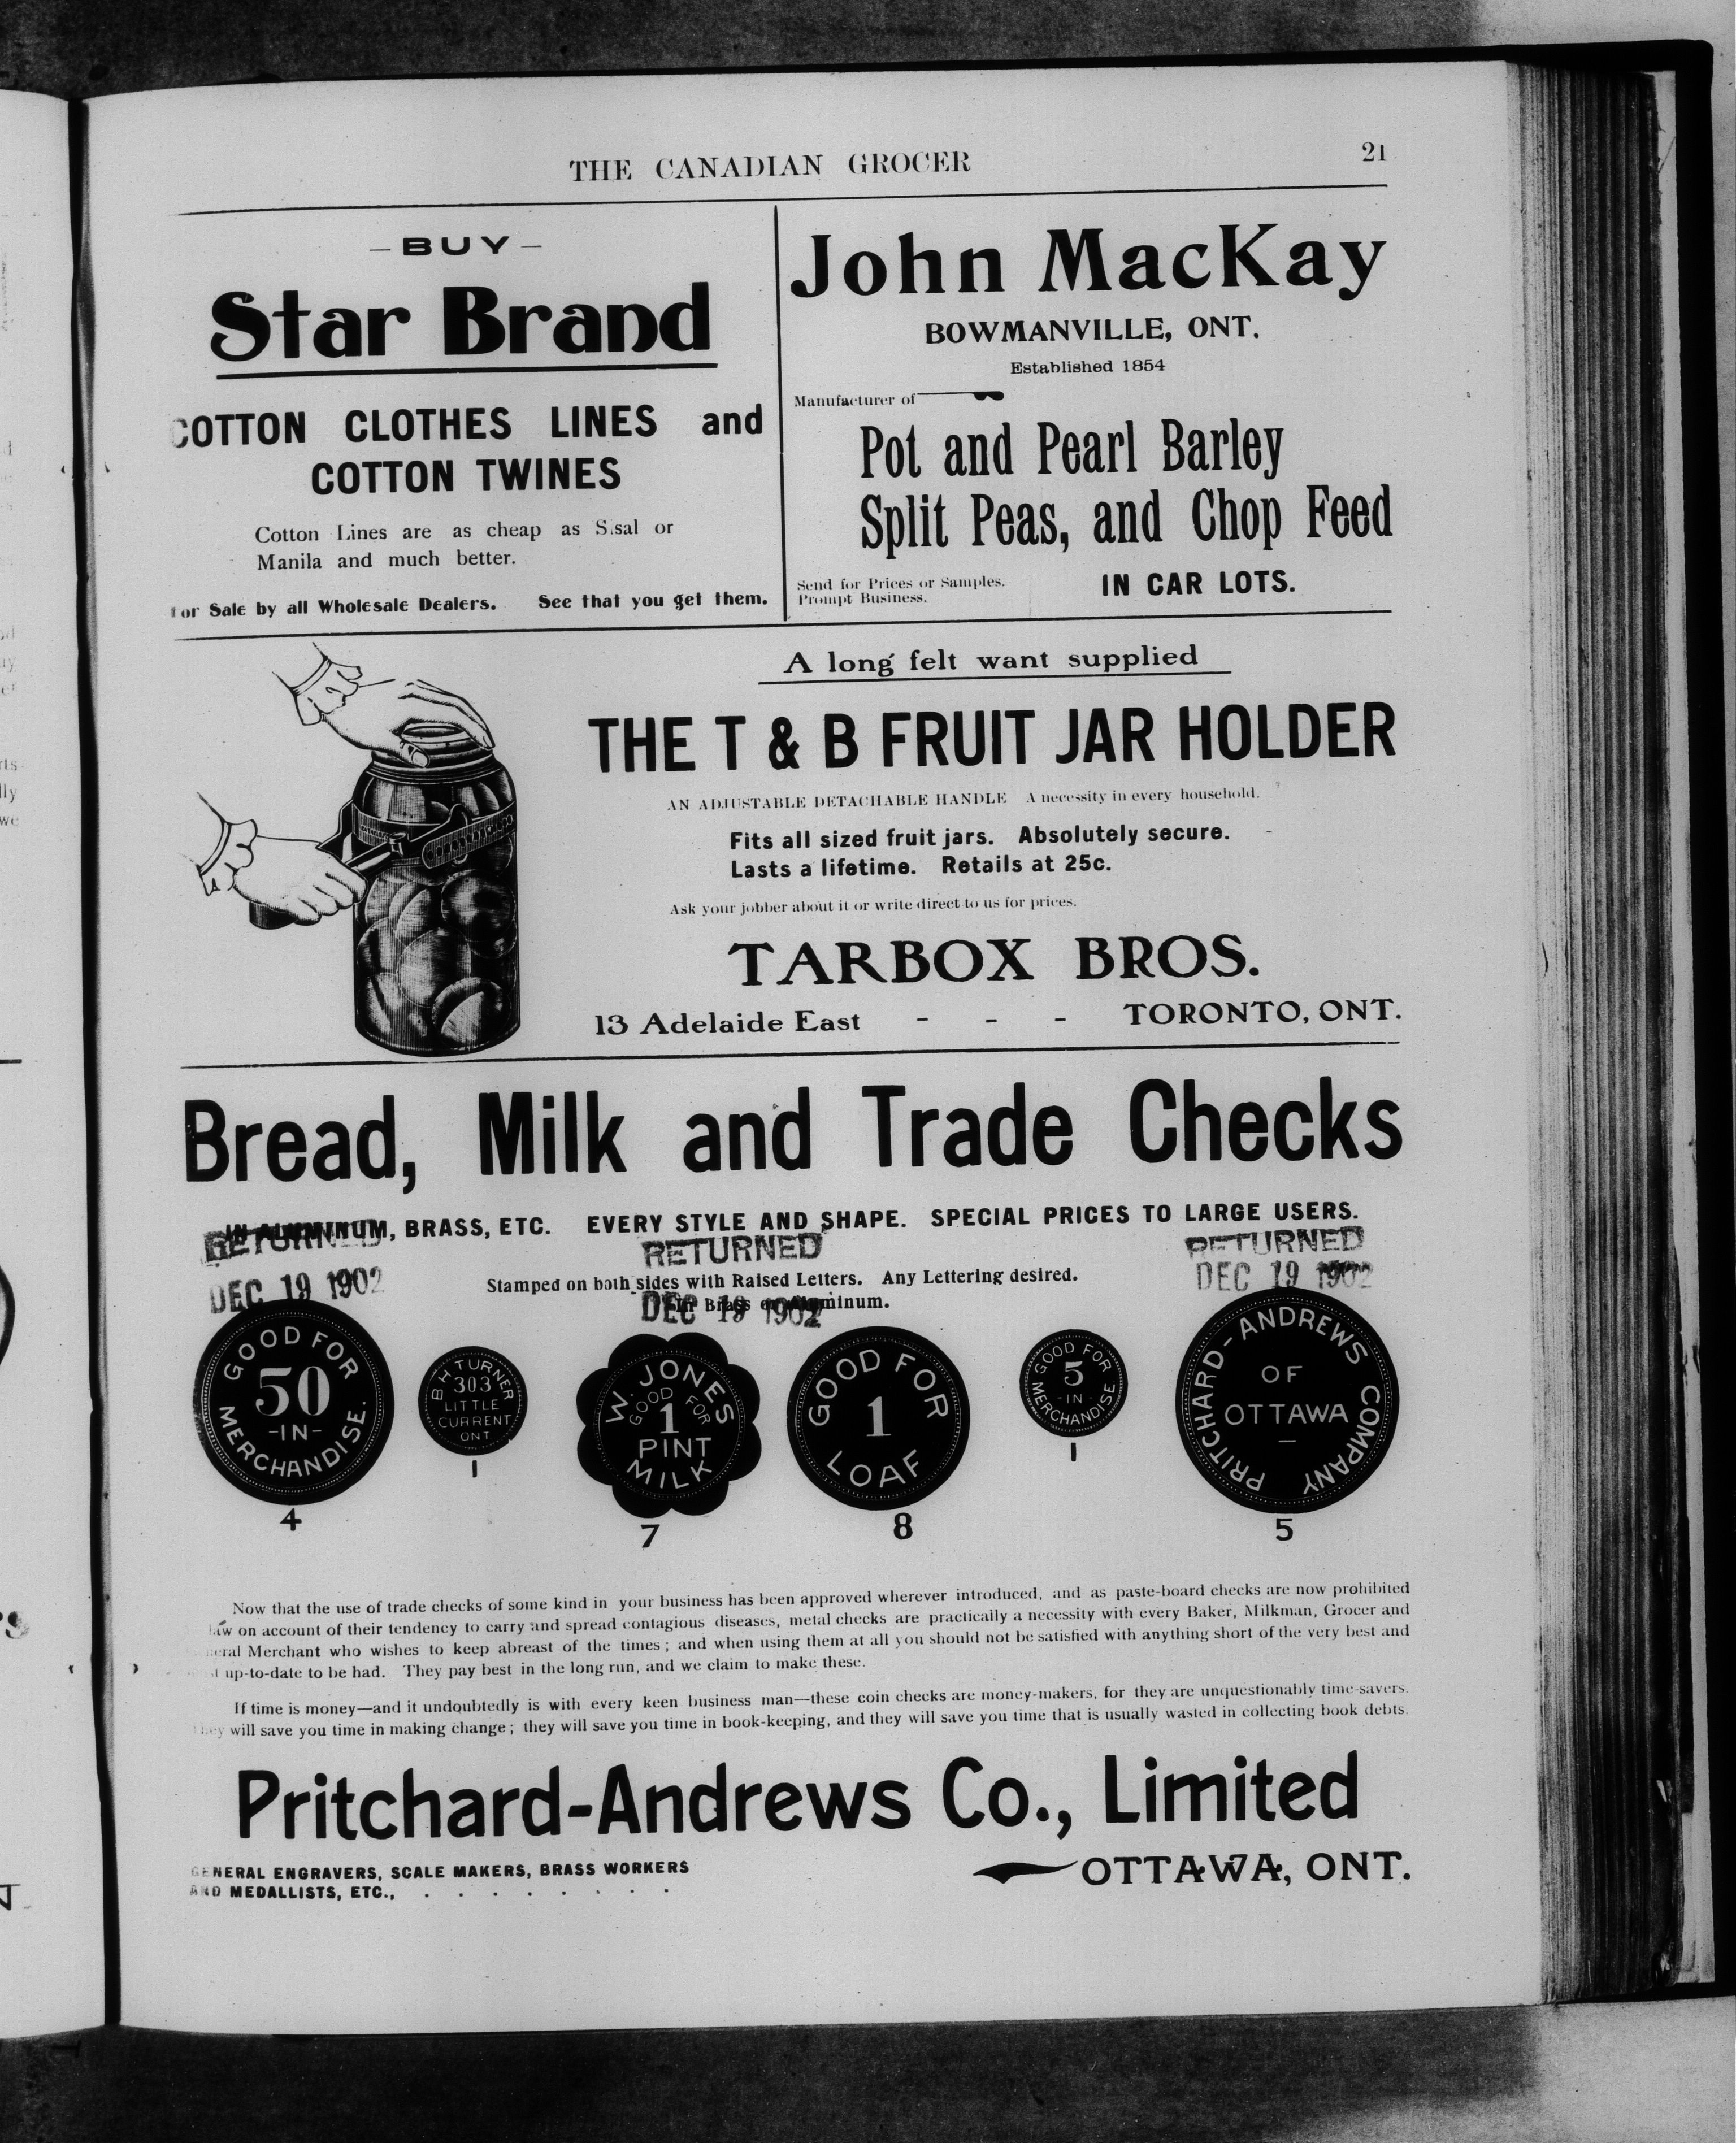 THE CANADIAN GROCER
21
—BUY—
Star Brand
COTTON CLOTHES LINES and
COTTON TWINES
Cotton Lines are as cheap as Sisal or
Manila and much better.
For Sale by all Wholesale Dealers. See that you get them.
John MacKay
BOWMANVILLE, ONT.
Established 1854
Manufacturer of
Pot and Pearl Barley
Split Peas, and Chop Feed
Send for Prices or Samples.
Prompt Business.
IN CAR LOTS.
A long felt want supplied
THE T & B FRUIT JAR HOLDER
AN ADJUSTABLE DETACHABLE HANDLE A necessity in every household.
Fits all sized fruit jars. Absolutely secure.
Lasts a lifetime. Retails at 25c.
Ask your jobber about it or write direct to us for prices.
TARBOX BROS.
13 Adelaide East - - - TORONTO, ONT.
Bread, Milk and Trade Checks
IN ALUMINUM, BRASS, ETC. EVERY STYLE AND SHAPE. SPECIAL PRICES TO LARGE USERS.
RETURNED
DEC 19 1902
RETURNED
DEC 19 1902
RETURNED
DEC 19 1902
Stamped on both sides with Raised Letters. Any Lettering desired.
In Brass or Aluminum.
GOOD FOR
50
-IN-
MERCHANDISE.
4
B H TURNER
303
LITTLE
CURRENT
ONT
1
W. JONES
GOOD FOR
1
PINT
MILK
7
GOOD FOR
1
LOAF
8
GOOD FOR
5
-IN-
MERCHANDISE
1
PRITCHARD-ANDREWS COMPANY
OF
OTTAWA
5
Now that the use of trade checks of some kind in your business has been approved wherever introduced, and as paste-board checks are now prohibited
law on account of their tendency to carry and spread contagious diseases, metal checks are practically a necessity with every Baker, Milkman, Grocer and
neral Merchant who wishes to keep abreast of the times; and when using them at all you should not be satisfied with anything short of the very best and
up-to-date to be had. They pay best in the long run, and we claim to make these.
If time is money—and it undoubtedly is with every keen business man—these coin checks are money-makers, for they are unquestionably time-savers.
They will save you time in making change; they will save you time in book-keeping, and they will save you time that is usually wasted in collecting book debts.
Pritchard-Andrews Co., Limited
GENERAL ENGRAVERS, SCALE MAKERS, BRASS WORKERS
AND MEDALLISTS, ETC., . . . . . . . .
OTTAWA, ONT.